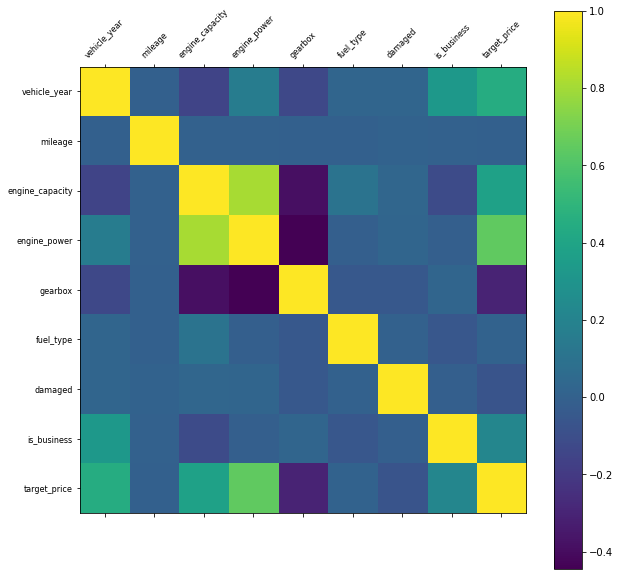 vehicle_year
mileage
engine_capacity
engine_power
gearbox
fuel_type
damaged
is_business
target_price
vehicle_year
mileage
engine_capacity
engine_power
gearbox
fuel_type
damaged
is_business
target_price
1.0
0.8
0.6
0.4
0.2
0.0
−0.2
−0.4